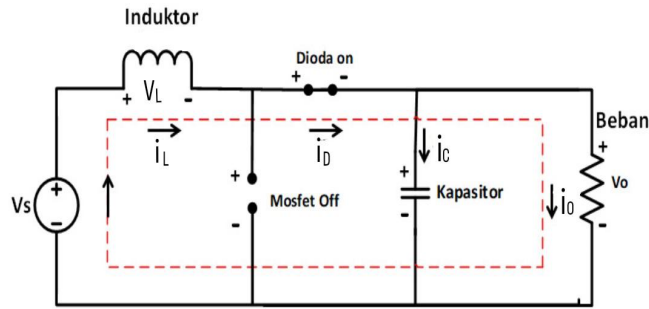 Induktor
Dioda on
+ -
+ VL -
Beban
iL
iD
iC
+
+
+
+
Vs
Mosfet Off
Kapasitor
io
Vo
-
-
-
-